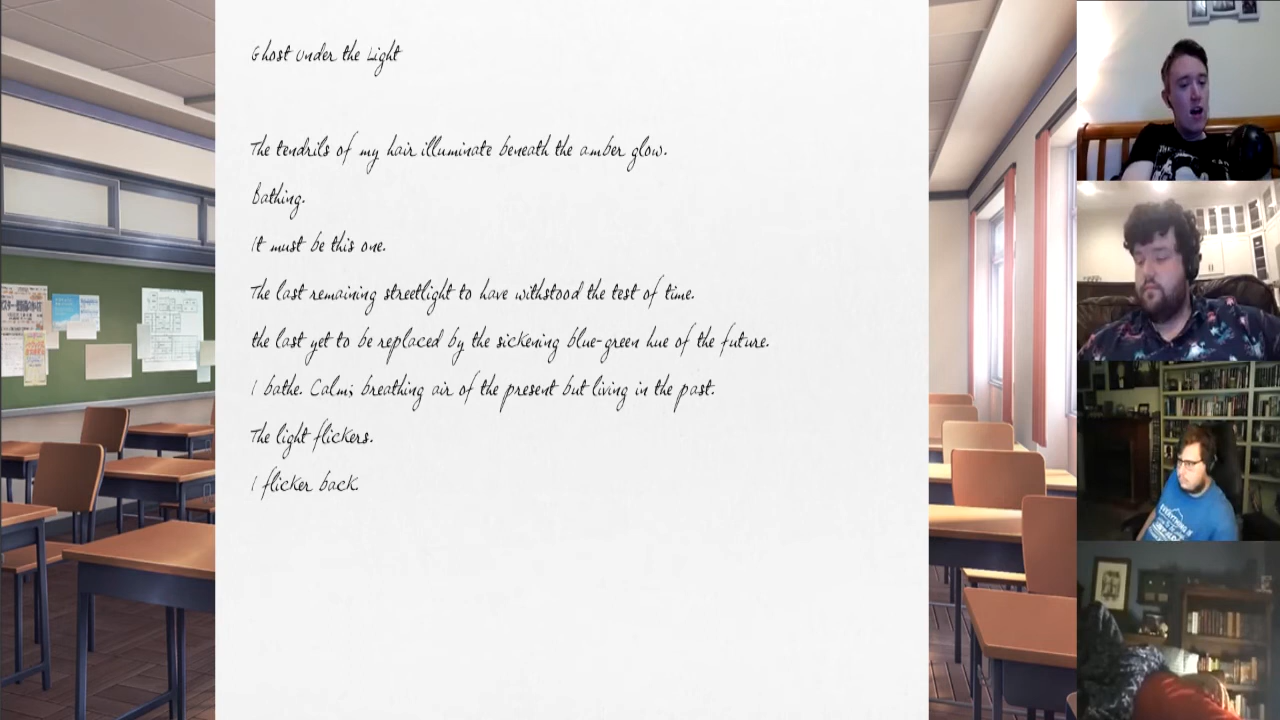 Ghost Under the Light
The tendrils of my hair illuminate beneath the amber glow.
Bathing.
It must be this one.
The last remaining streetlight to have withstood the test of time.
the last yet to be replaced by the sickening blue-green hue of the future.
I bathe. Calm; breathing air of the present but living in the past.
The light flickers.
I flicker back.
EVERYTHING IS